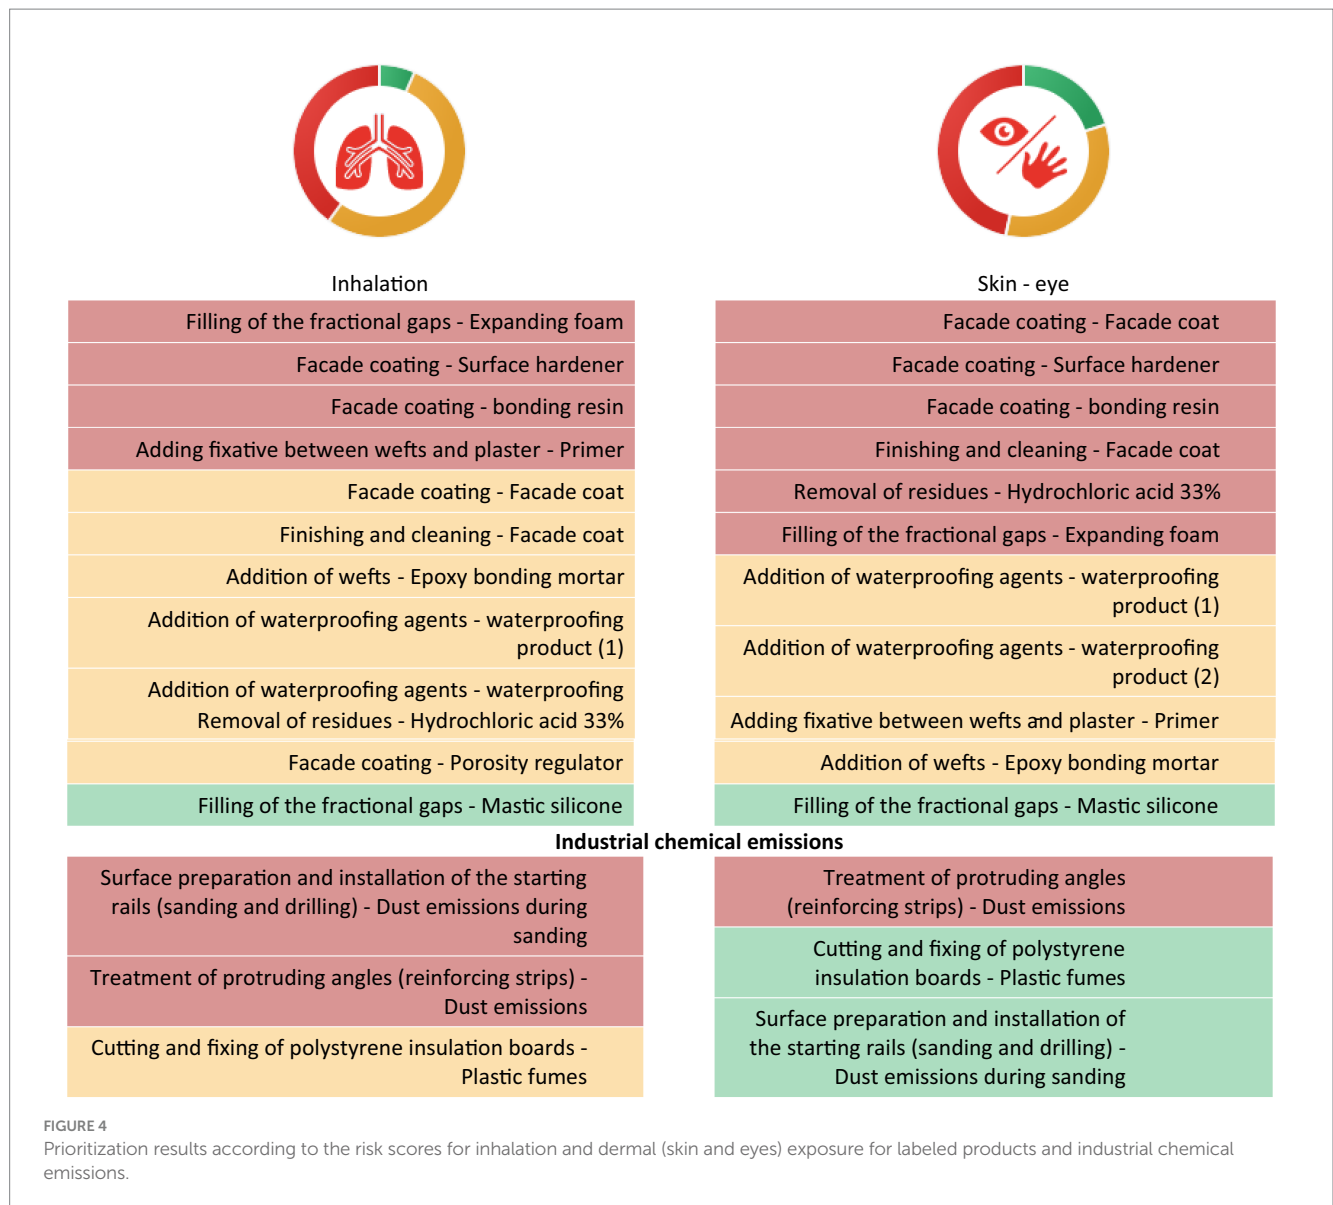 Inhalation
Filling of the fractional gaps - Expanding foam
Facade coating - Surface hardener
Facade coating - bonding resin
Adding fixative between wefts and plaster - Primer
Facade coating - Facade coat
Finishing and cleaning - Facade coat
Addition of wefts - Epoxy bonding mortar
Addition of waterproofing agents - waterproofing
product (1)
Addition of waterproofing agents - waterproofing
Removal of residues - Hydrochloric acid 33%
Facade coating - Porosity regulator
Filling of the fractional gaps - Mastic silicone
Skin - eye
Facade coating - Facade coat
Facade coating - Surface hardener
Facade coating - bonding resin
Finishing and cleaning - Facade coat
Removal of residues - Hydrochloric acid 33%
Filling of the fractional gaps - Expanding foam
Addition of waterproofing agents - waterproofing
product (1)
Addition of waterproofing agents - waterproofing
product (2)
Adding fixative between wefts and plaster - Primer
Addition of wefts - Epoxy bonding mortar
Filling of the fractional gaps - Mastic silicone
Industrial chemical emissions
Surface preparation and installation of the starting
rails (sanding and drilling) - Dust emissions during
sanding
Treatment of protruding angles (reinforcing strips) -
Dust emissions
Cutting and fixing of polystyrene insulation boards -
Plastic fumes
Treatment of protruding angles
(reinforcing strips) - Dust emissions
Cutting and fixing of polystyrene
insulation boards - Plastic fumes
Surface preparation and installation of
the starting rails (sanding and drilling) -
Dust emissions during sanding
FIGURE 4
Prioritization results according to the risk scores for inhalation and dermal (skin and eyes) exposure for labeled products and industrial chemical
emissions.